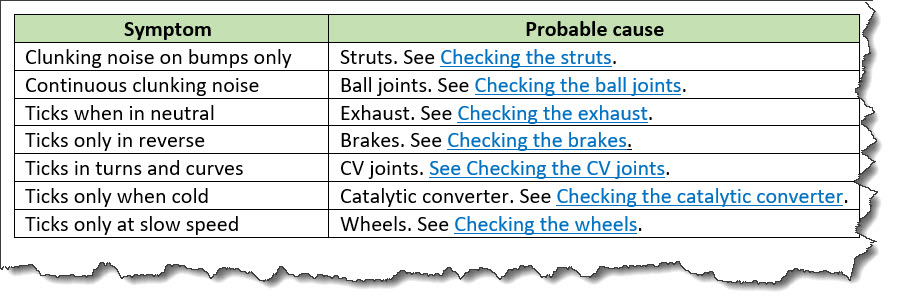 Symptom Probable cause
Clunking noise on bumps only Struts. See Checking the struts.
Continuous clunking noise Ball joints. See Checking the ball joints.
Ticks when in neutral Exhaust. See Checking the exhaust.
Ticks only in reverse Brakes. See Checking the brakes.
Ticks in turns and curves CV joints. See Checking the CV joints.
Ticks only when cold Catalytic converter. See Checking the catalytic converter.
Ticks only at slow speed Wheels. See Checking the wheels.